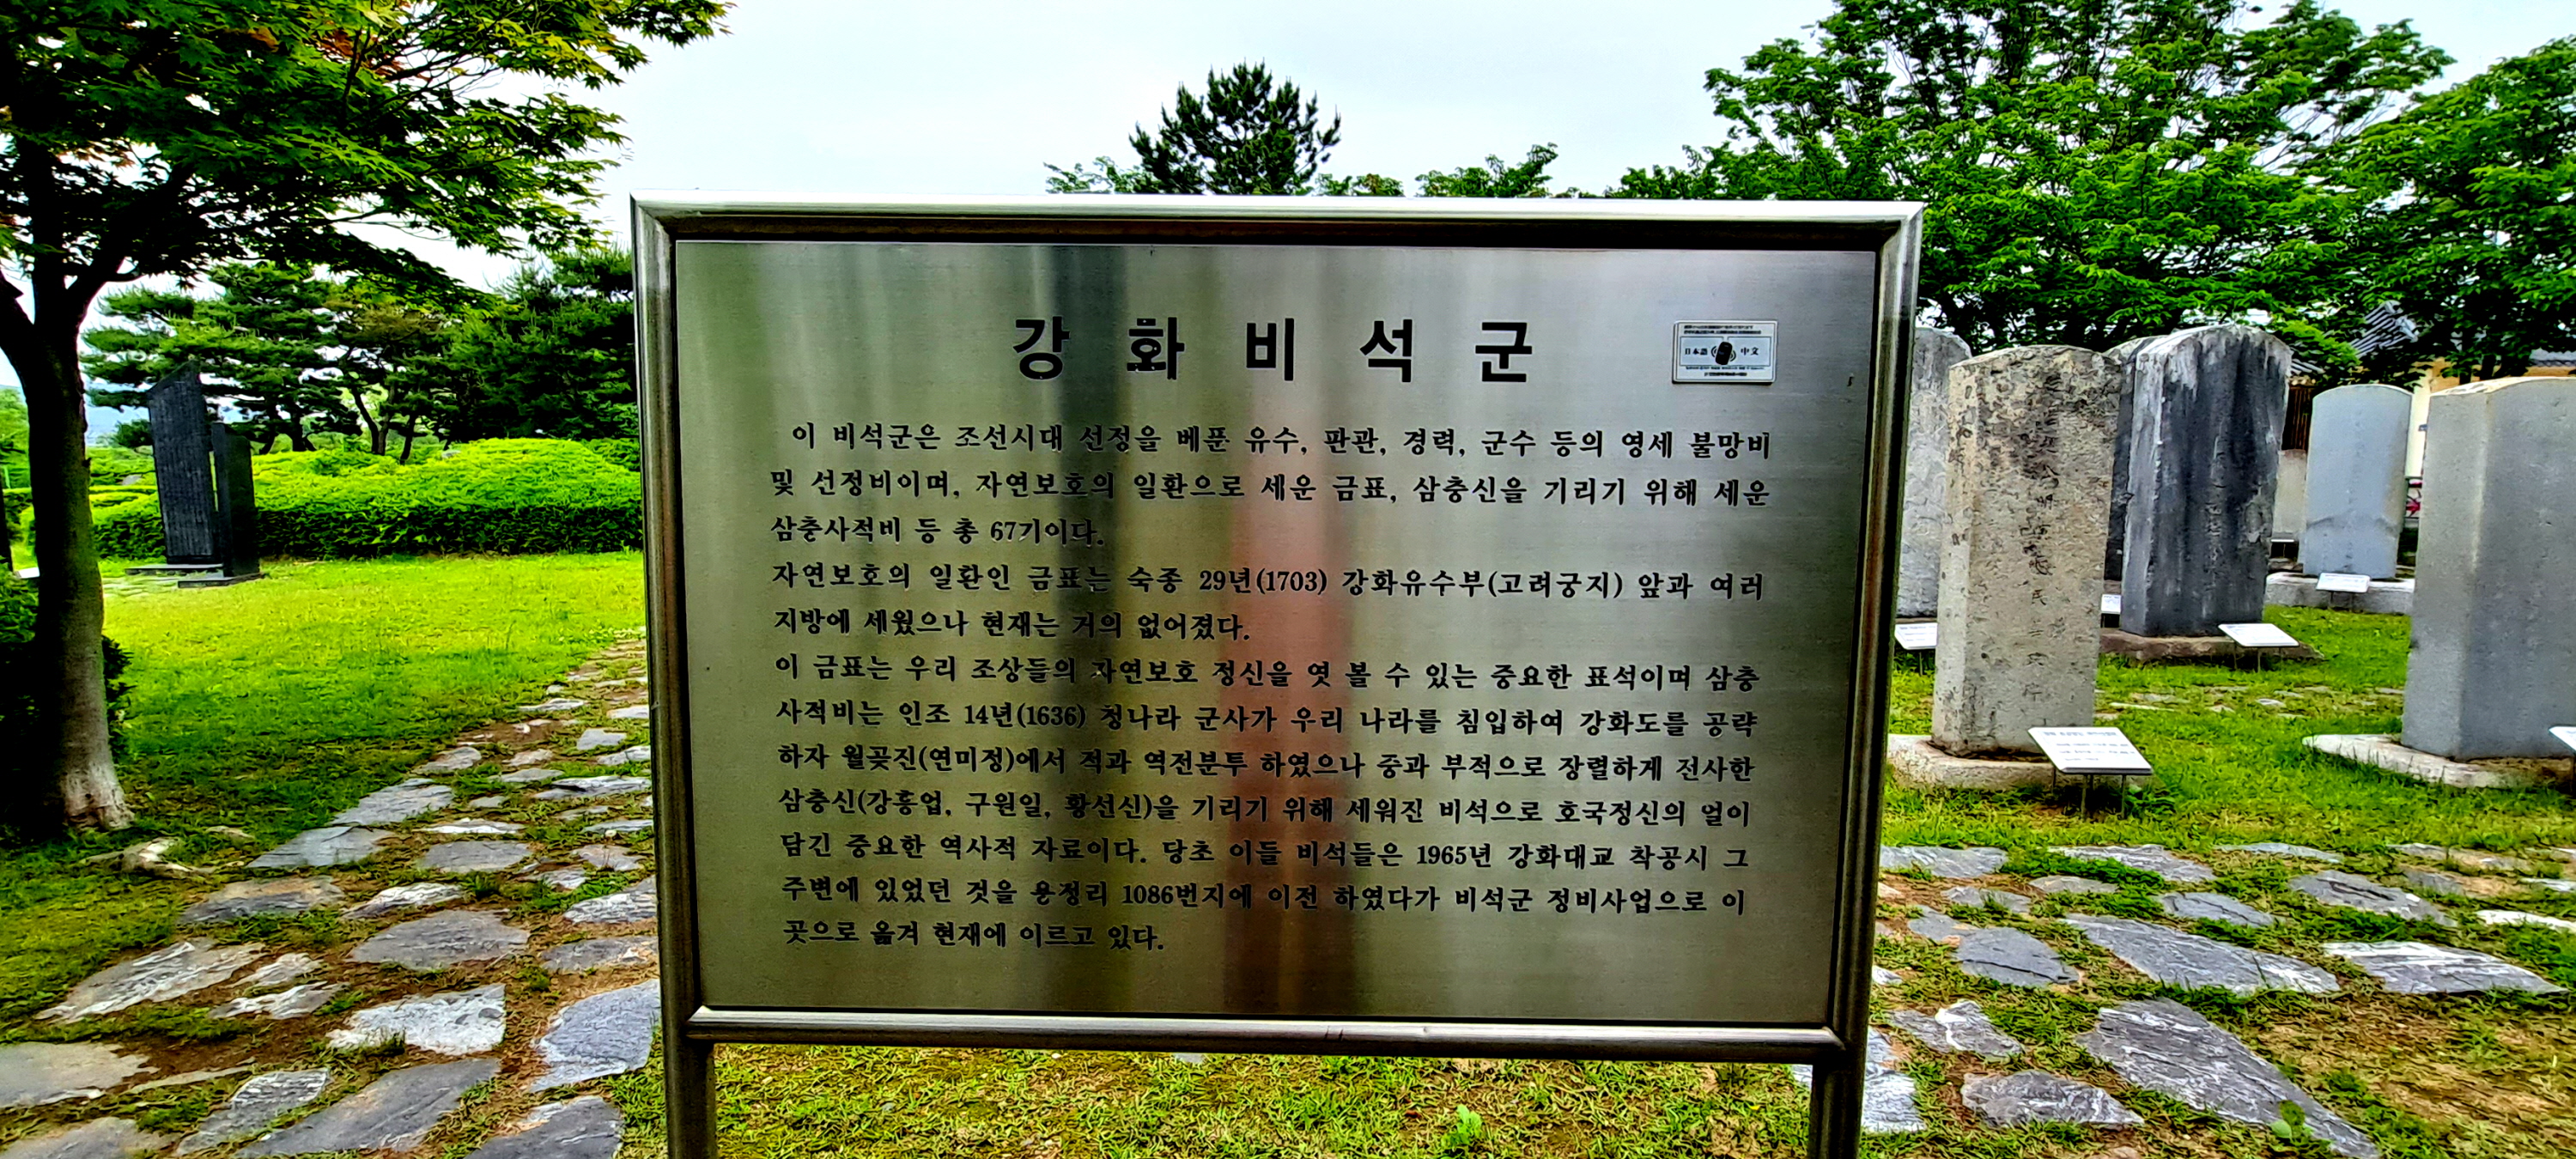 강 화 비 석 군
日本語 中文
이 비석군은 조선시대 선정을 베푼 유수, 판관, 경력, 군수 등의 영세 불망비
및 선정비이며, 자연보호의 일환으로 세운 금표, 삼충신을 기리기 위해 세운
삼충사적비 등 총 67기이다.
자연보호의 일환인 금표는 숙종 29년(1703) 강화유수부(고려궁지) 앞과 여러
지방에 세웠으나 현재는 거의 없어졌다.
이 금표는 우리 조상들의 자연보호 정신을 엿 볼 수 있는 중요한 표석이며 삼충
사적비는 인조 14년(1636) 청나라 군사가 우리 나라를 침입하여 강화도를 공략
하자 월곶진(연미정)에서 적과 역전분투 하였으나 중과 부적으로 장렬하게 전사한
삼충신(강흥업, 구원일, 황선신)을 기리기 위해 세워진 비석으로 호국정신의 얼이
담긴 중요한 역사적 자료이다. 당초 이들 비석들은 1965년 강화대교 착공시 그
주변에 있었던 것을 용정리 1086번지에 이전 하였다가 비석군 정비사업으로 이
곳으로 옮겨 현재에 이르고 있다.